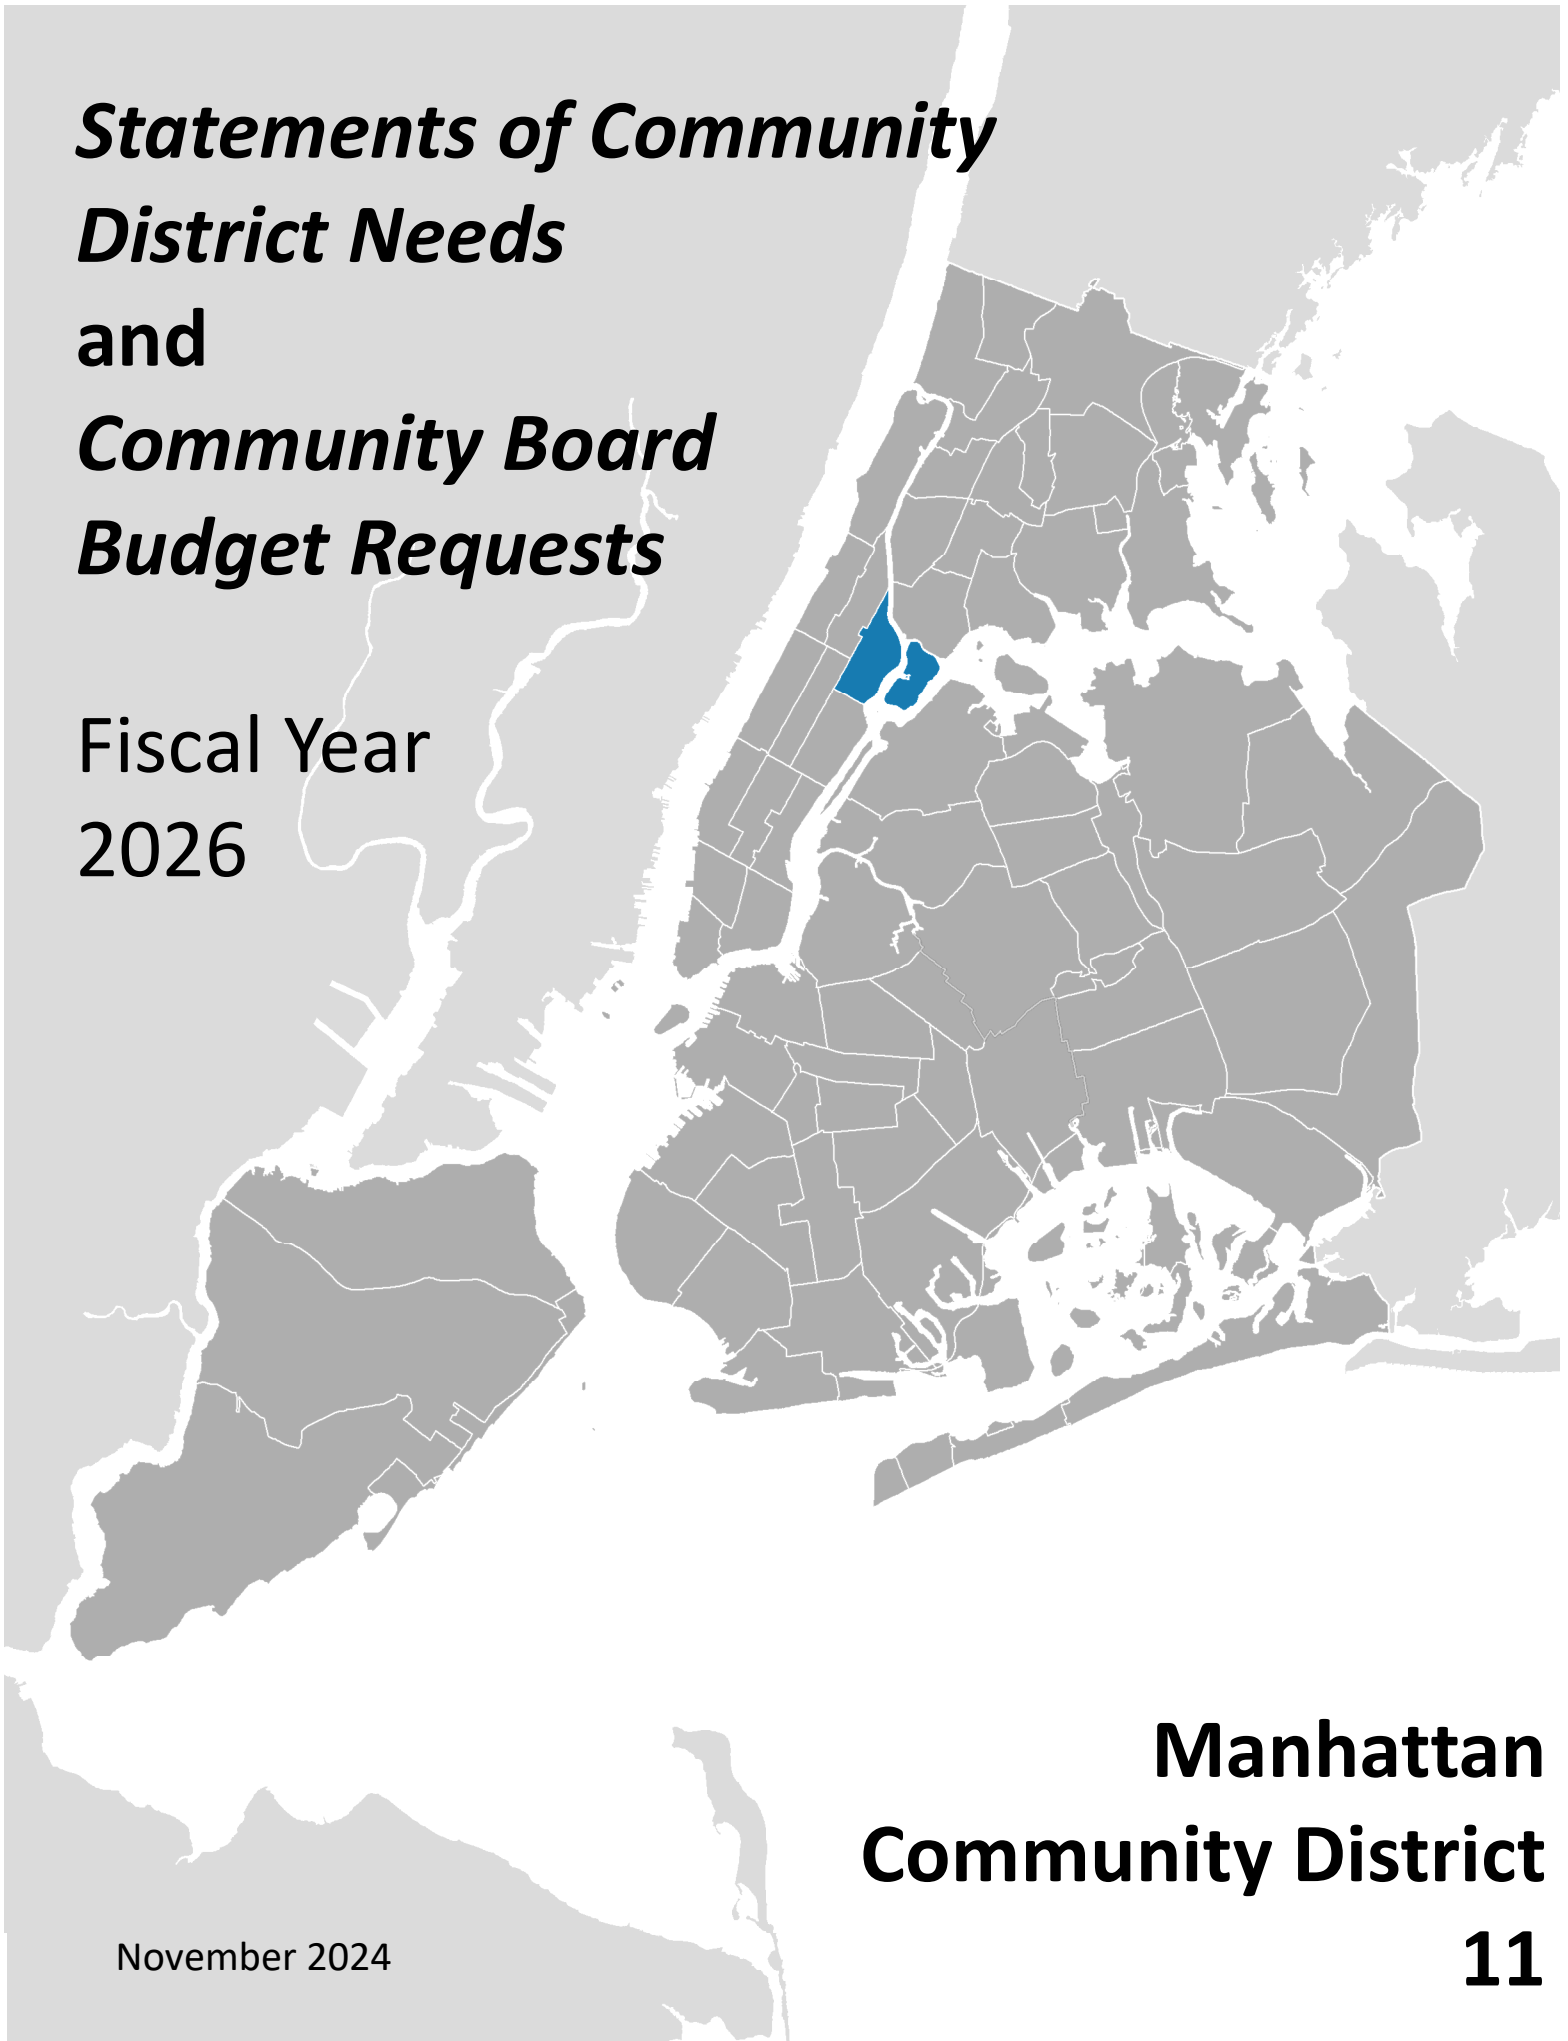 Statements of Community
District Needs
and
Community Board
Budget Requests
Fiscal Year
2026
Manhattan
Community District
11
November 2024